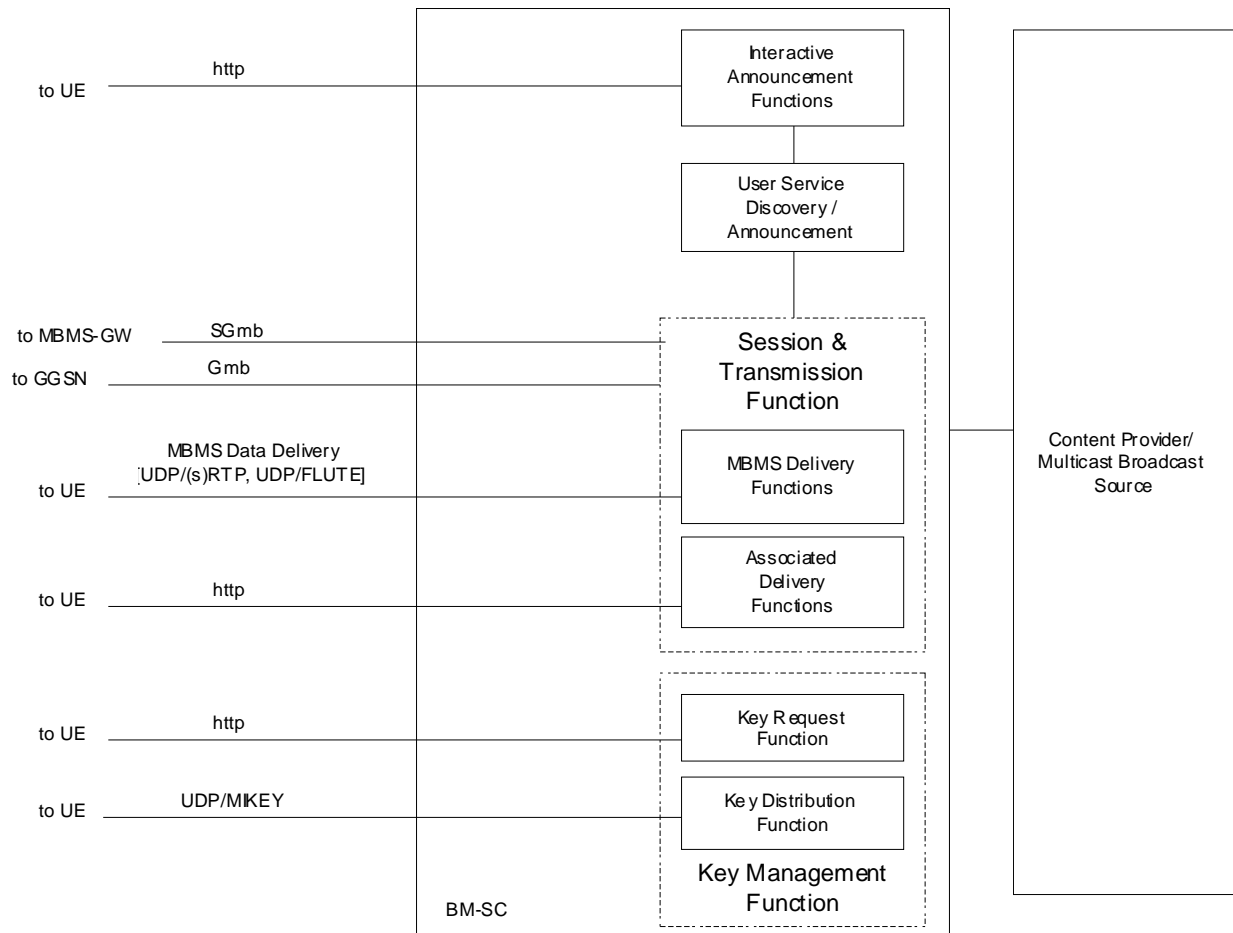 Interactive
Announcement
Functions
http
to UE
User Service
Discovery /
Announcement
to MBMS-GW
SGmb
to GGSN
Gmb
Session &
Transmission
Function
MBMS Data Delivery
[UDP/(s)RTP, UDP/FLUTE]
to UE
MBMS Delivery
Functions
Content Provider/
Multicast Broadcast
Source
Associated
Delivery
Functions
http
to UE
Key Request
Function
http
to UE
Key Distribution
Function
UDP/MIKEY
to UE
Key Management
Function
BM-SC